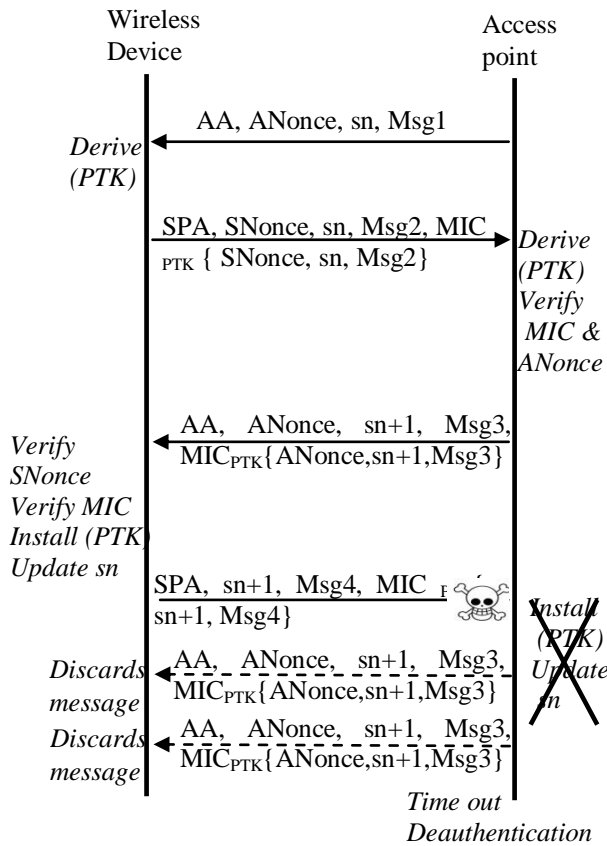 Wireless
Device
Access
point
AA, ANonce, sn, Msg1
Derive
(PTK)
SPA, SNonce, sn, Msg2, MIC
PTK { SNonce, sn, Msg2}
Derive
(PTK)
Verify
MIC &
ANonce
AA, ANonce, sn+1, Msg3,
MICPTK{ANonce,sn+1,Msg3}
Verify
SNonce
Verify MIC
Install (PTK)
Update sn
SPA, sn+1, Msg4, MIC
sn+1, Msg4}
Install
(PTK)
Update
sn
AA, ANonce, sn+1, Msg3,
MICPTK{ANonce,sn+1,Msg3}
Discards
message
AA, ANonce, sn+1, Msg3,
MICPTK{ANonce,sn+1,Msg3}
Discards
message
Time out
Deauthentication